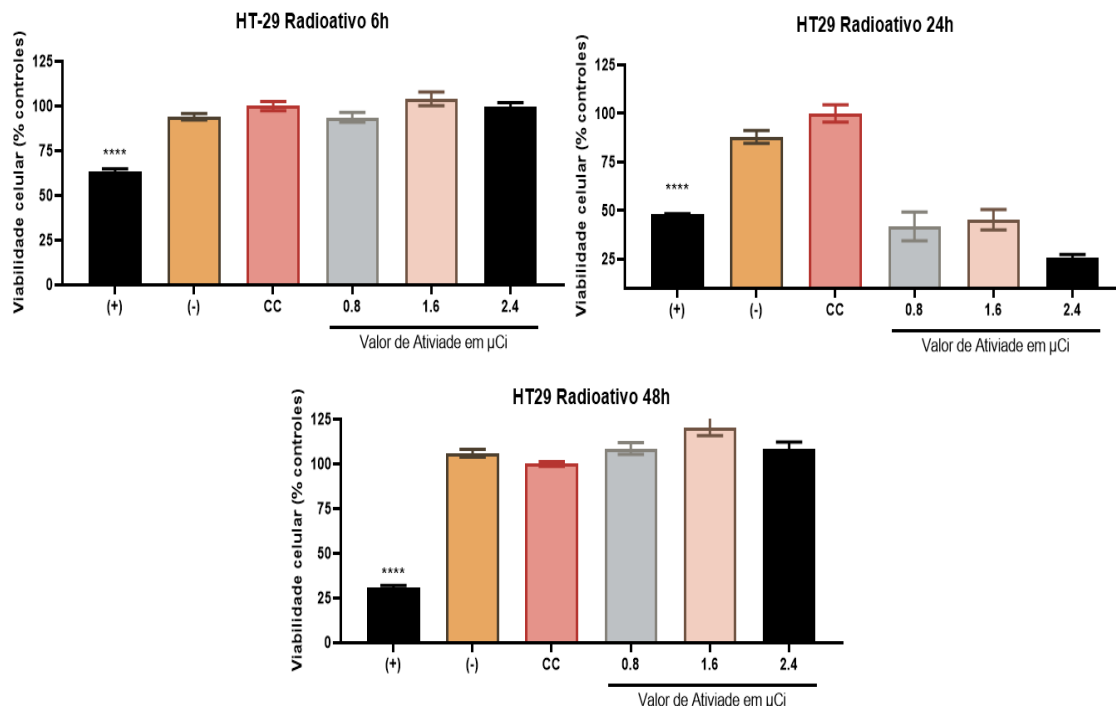 HT-29 Radioativo 6h
Viabilidade celular (% controles)
125
100
75
50
25
0
****
(+) (-) CC 0.8 1.6 2.4
Valor de Ativiade em µCi
HT29 Radioativo 24h
Viabilidade celular (% controles)
125
100
75
50
25
****
(+) (-) CC 0.8 1.6 2.4
Valor de Ativiade em µCi
HT29 Radioativo 48h
Viabilidade celular (% controles)
125
100
75
50
25
0
****
(+) (-) CC 0.8 1.6 2.4
Valor de Ativiade em µCi